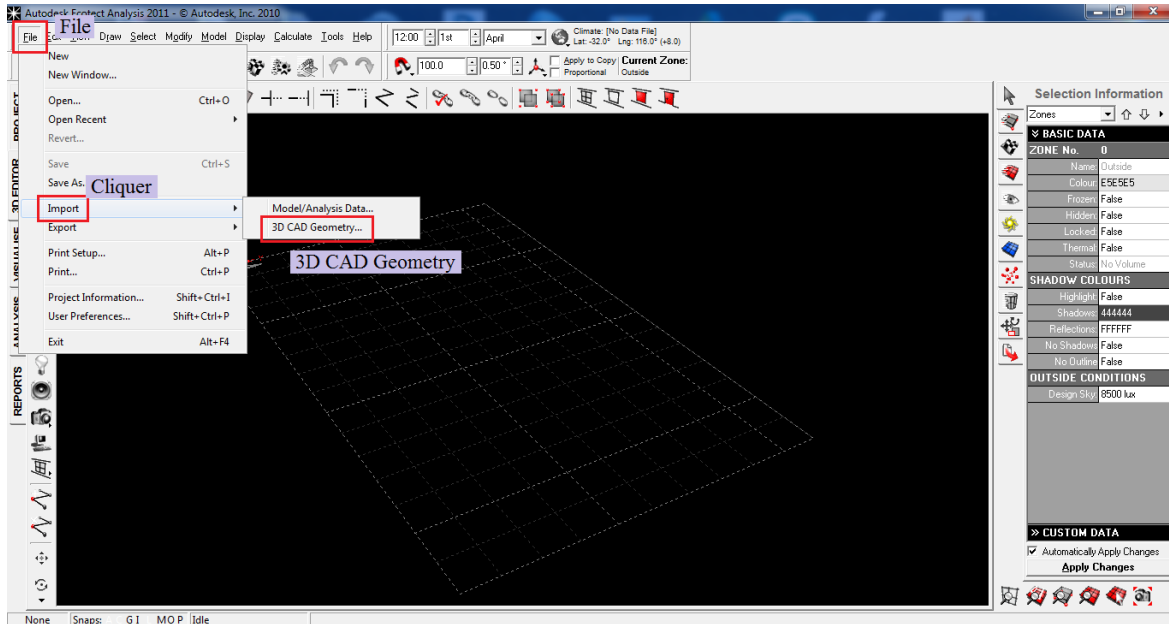 Autodesk Ecotect Analysis 2011 - © Autodesk, Inc. 2010
File
File Draw Select Modify Model Display Calculate Tools Help
12:00 1st April
Climate: [No Data File]
Lat: -32.0° Lng: 116.0° (+8.0)
100.0 0.50 °
Apply to Copy
Proportional
Current Zone:
Outside
New
New Window...
Open... Ctrl+O
Open Recent
Revert...
Save Ctrl+S
Save As.
Cliquer
Import
Export
Print Setup... Alt+P
Print... Ctrl+P
Project Information... Shift+Ctrl+I
User Preferences... Shift+Ctrl+P
Exit Alt+F4
Model/Analysis Data...
3D CAD Geometry...
3D CAD Geometry
PROJECT
3D EDITOR
VISUALISE
ANALYSIS
REPORTS
Selection Information
Zones
BASIC DATA
ZONE No. 0
Name: Outside
Colour: E5E5E5
Frozen: False
Hidden: False
Locked: False
Thermal: False
Status: No Volume
SHADOW COLOURS
Highlight: False
Shadows: 444444
Reflections: FFFFFF
No Shadows: False
No Outline: False
OUTSIDE CONDITIONS
Design Sky: 8500 lux
>> CUSTOM DATA
Automatically Apply Changes
Apply Changes
None Snaps: G I M O P Idle